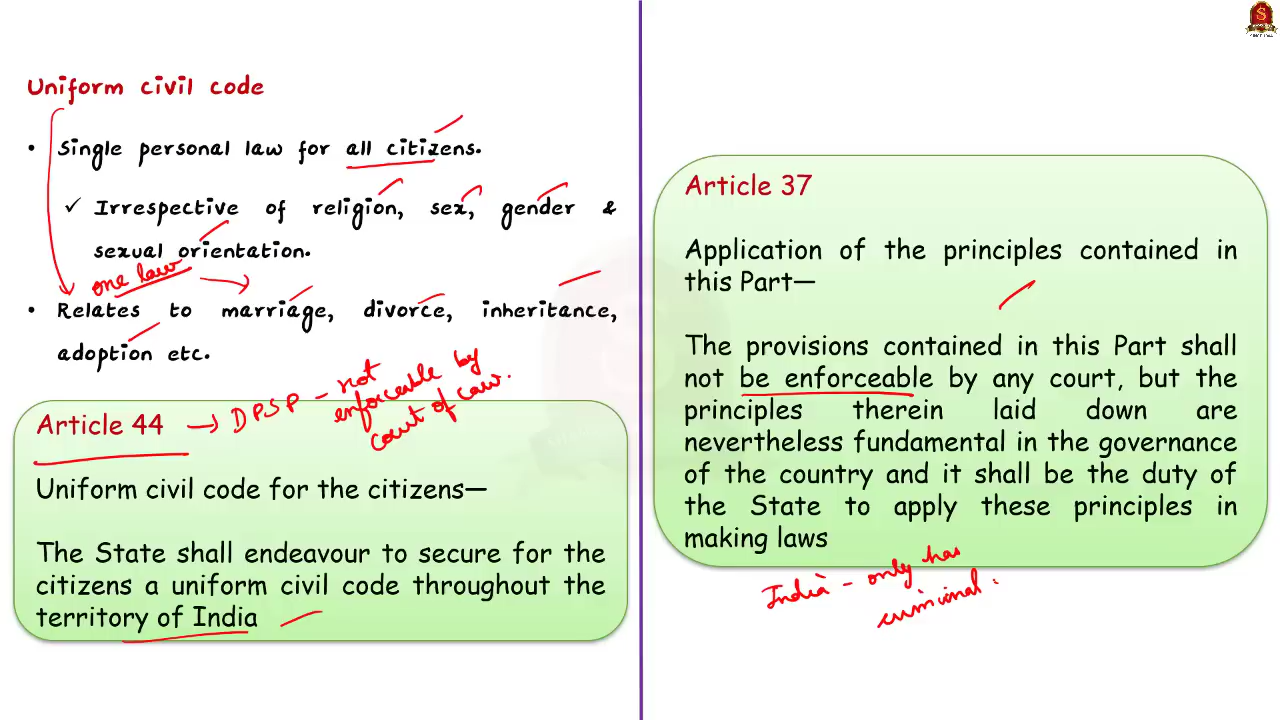 Uniform civil code
• Single personal law for all citizens.
✓ Irrespective of religion, sex, gender &
sexual orientation.
one law
• Relates to marriage, divorce, inheritance,
adoption etc.
Article 44 → DPSP - not
enforceable by
court of law.
Uniform civil code for the citizens—
The State shall endeavour to secure for the
citizens a uniform civil code throughout the
territory of India
Article 37
Application of the principles contained in
this Part—
The provisions contained in this Part shall
not be enforceable by any court, but the
principles therein laid down are
nevertheless fundamental in the governance
of the country and it shall be the duty of
the State to apply these principles in
making laws
India - only has
criminal